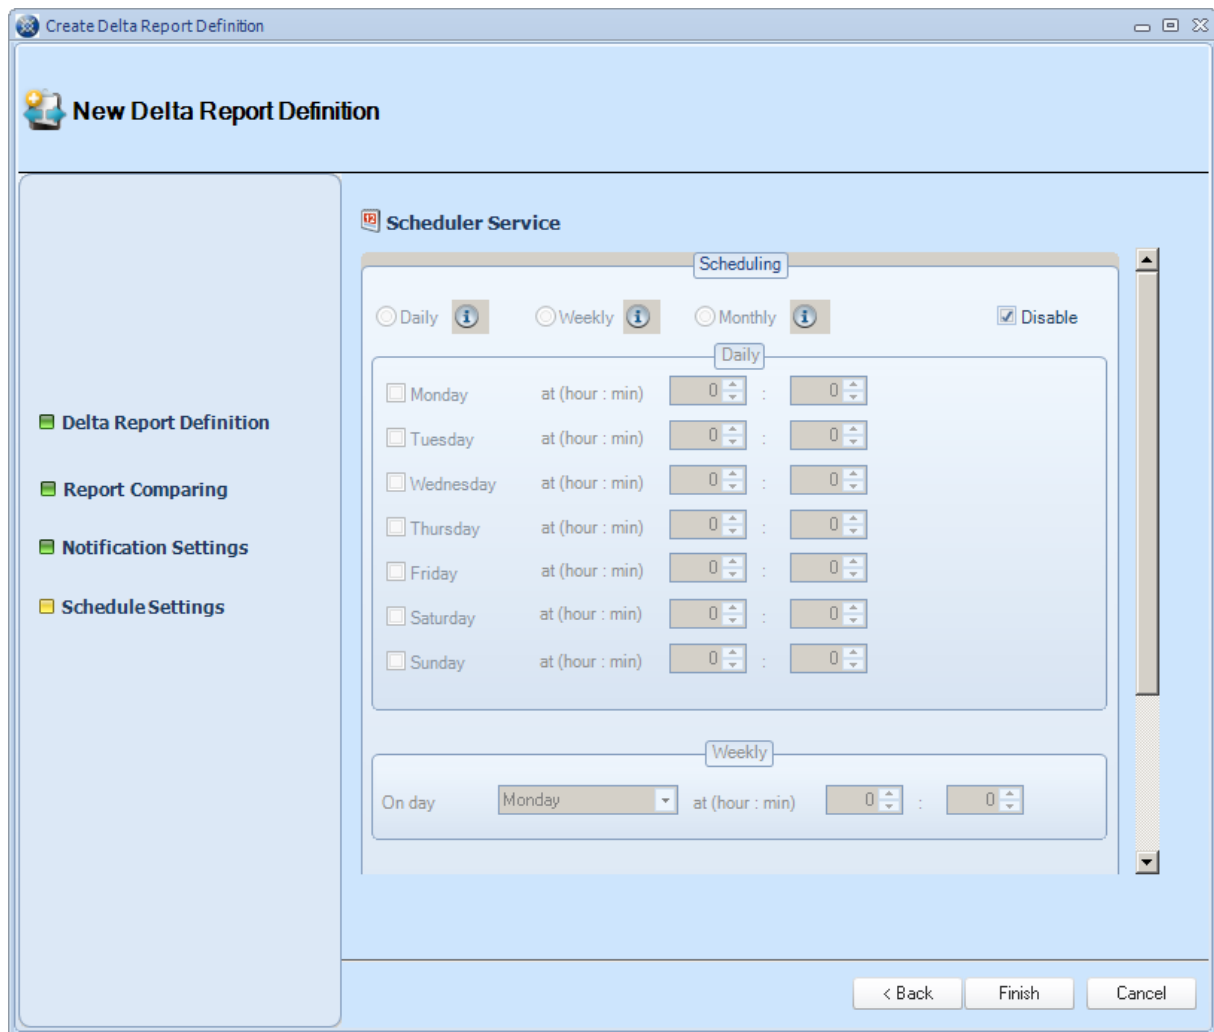 Create Delta Report Definition
New Delta Report Definition
Delta Report Definition
Report Comparing
Notification Settings
Schedule Settings
12 Scheduler Service
Scheduling
Daily i Weekly i Monthly i Disable
Daily
Monday at (hour : min) 0 : 0
Tuesday at (hour : min) 0 : 0
Wednesday at (hour : min) 0 : 0
Thursday at (hour : min) 0 : 0
Friday at (hour : min) 0 : 0
Saturday at (hour : min) 0 : 0
Sunday at (hour : min) 0 : 0
Weekly
On day Monday at (hour : min) 0 : 0
< Back Finish Cancel